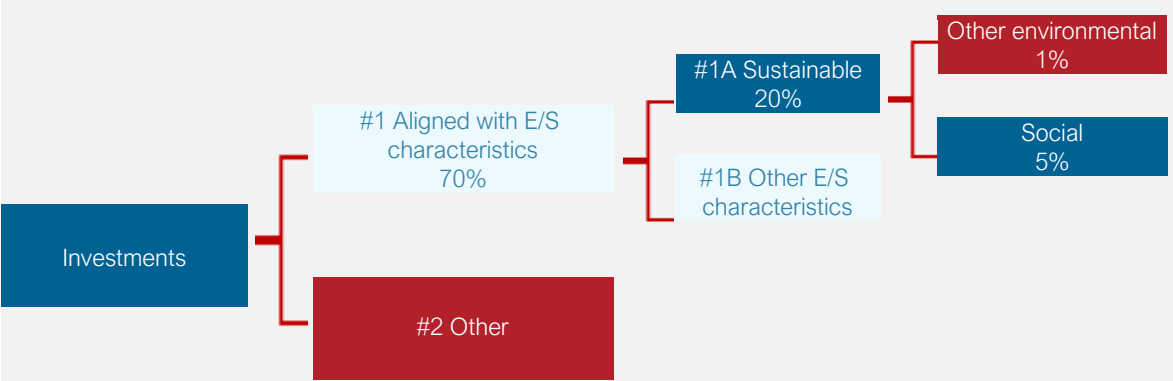 Other environmental
1%
#1A Sustainable
20%
#1 Aligned with E/S
characteristics
70%
Social
5%
#1B Other E/S
characteristics
Investments
#2 Other